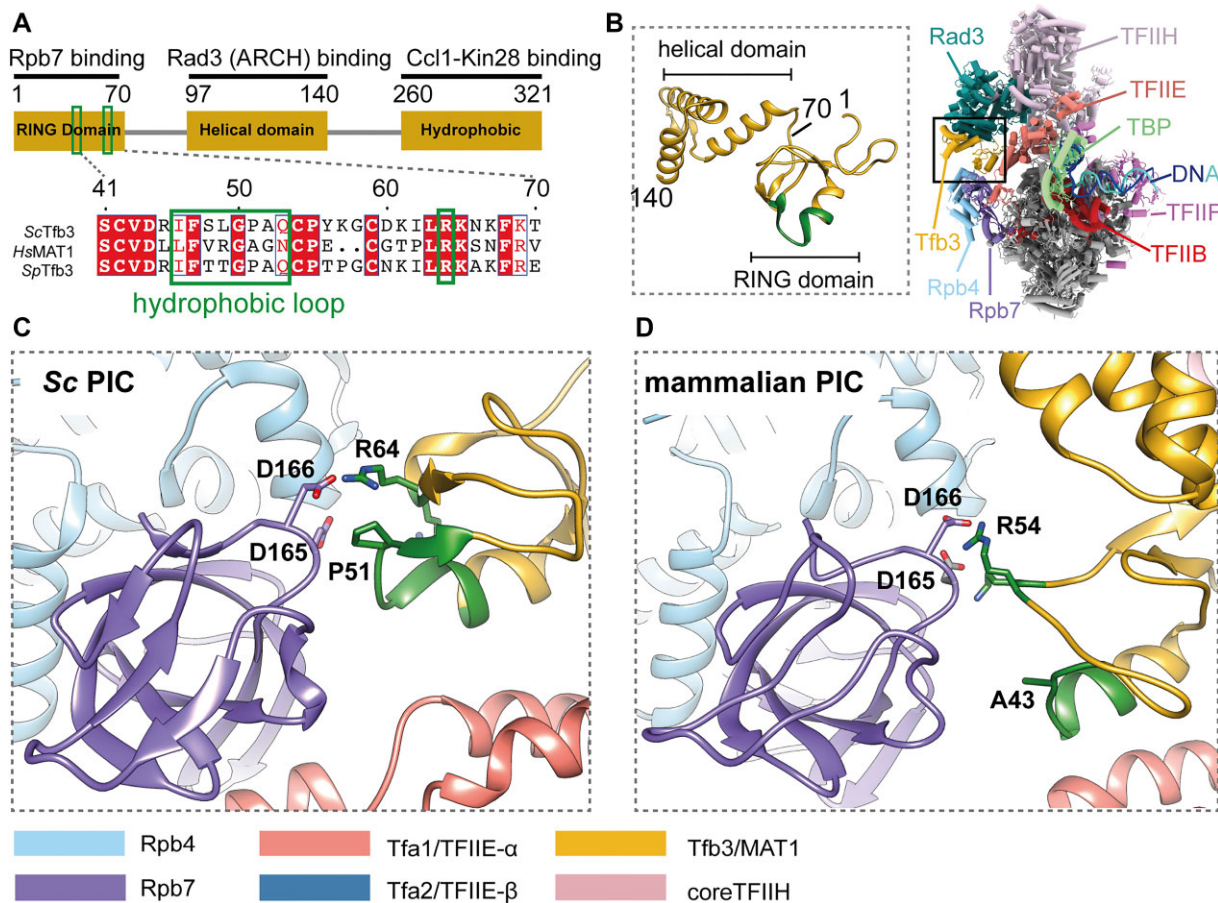 A
Rpb7 binding Rad3 (ARCH) binding Ccl1-Kin28 binding
1 70 97 140 260 321
RING Domain Helical domain Hydrophobic
41 50 60 70
ScTfb3 SCVDRIFSLGPAQCPYKGCDKILRKNKFKT
HsMAT1 SCVDLLFVRGAGNCPE..CGTPLRKSNFRV
SpTfb3 SCVDRIFTTGPAQCPTPGCNKILRKAKFRE
hydrophobic loop
B
helical domain
70 1
140
RING domain
Rad3
TFIIH
TFIIE
TBP
DNA
TFIIF
TFIIB
Tfb3
Rpb4
Rpb7
C
Sc PIC
R64
D166
D165
P51
D
mammalian PIC
D166
R54
D165
A43
Rpb4 Tfa1/TFIIE-α Tfb3/MAT1
Rpb7 Tfa2/TFIIE-β coreTFIIH